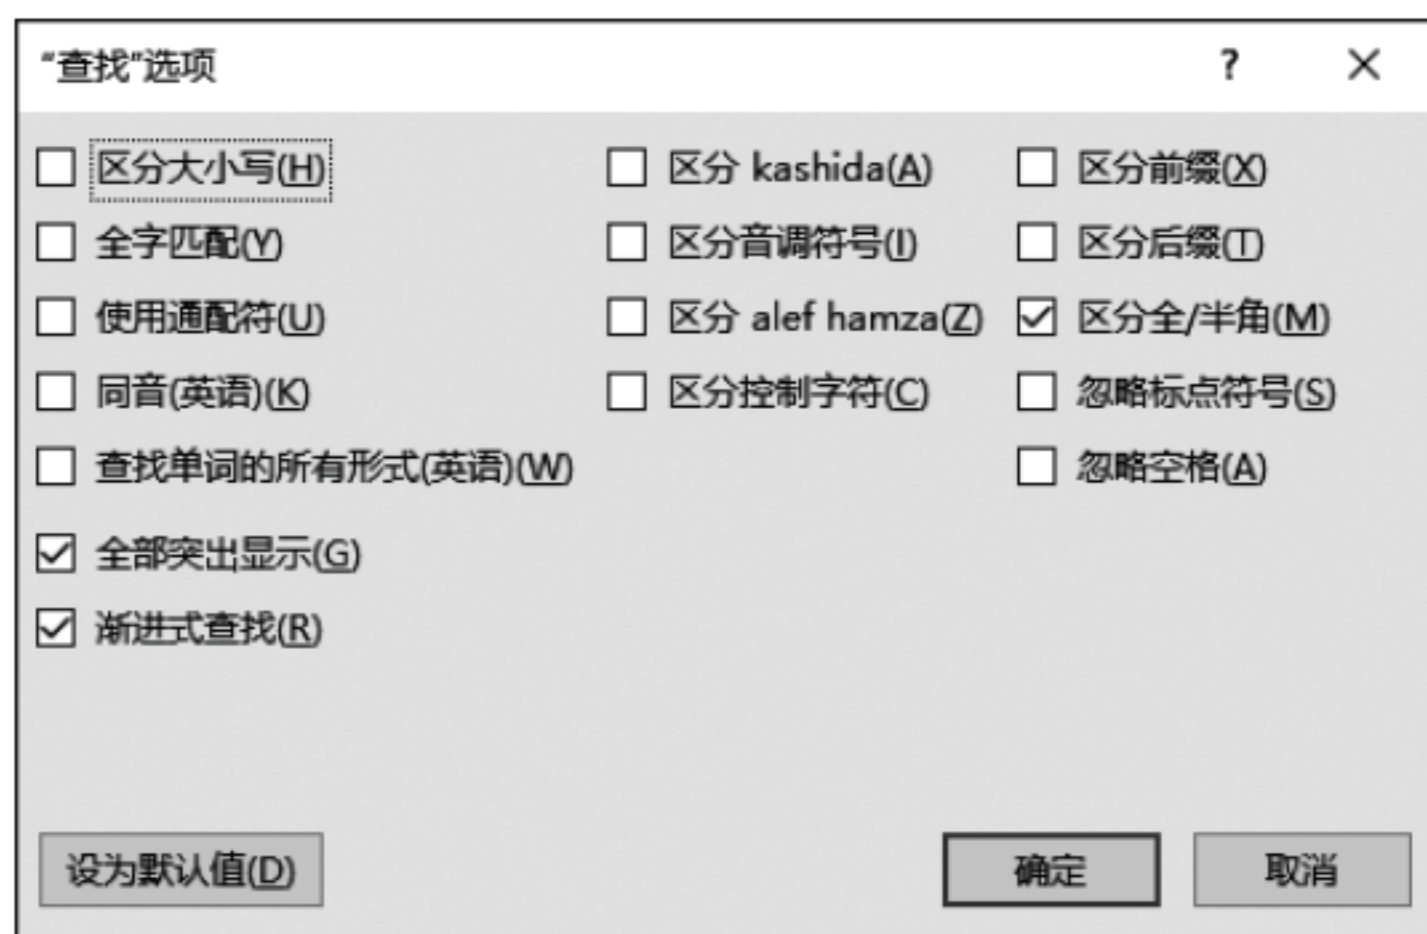 “查找”选项 ?
区分大小写(H) 区分 kashida(A) 区分前缀(X)
全字匹配(Y) 区分音调符号(I) 区分后缀(T)
使用通配符(U) 区分 alef hamza(Z) 区分全/半角(M)
同音(英语)(K) 区分控制字符(C) 忽略标点符号(S)
查找单词的所有形式(英语)(W) 忽略空格(A)
全部突出显示(G)
渐进式查找(R)
设为默认值(D) 确定 取消